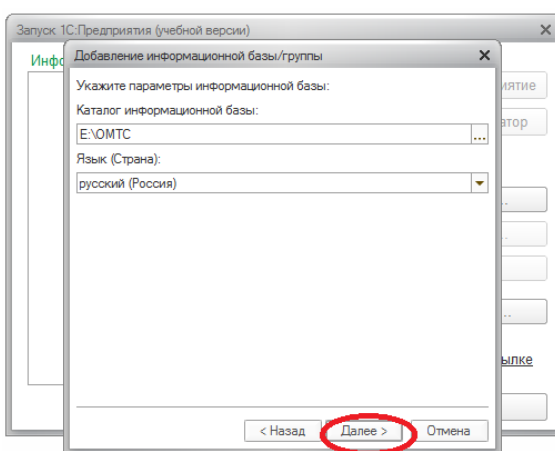 Запуск 1С:Предприятия (учебной версии)
Добавление информационной базы/группы
Укажите параметры информационной базы:
Каталог информационной базы:
E:\ОМТС
...
Язык (Страна):
русский (Россия)
< Назад
Далее >
Отмена